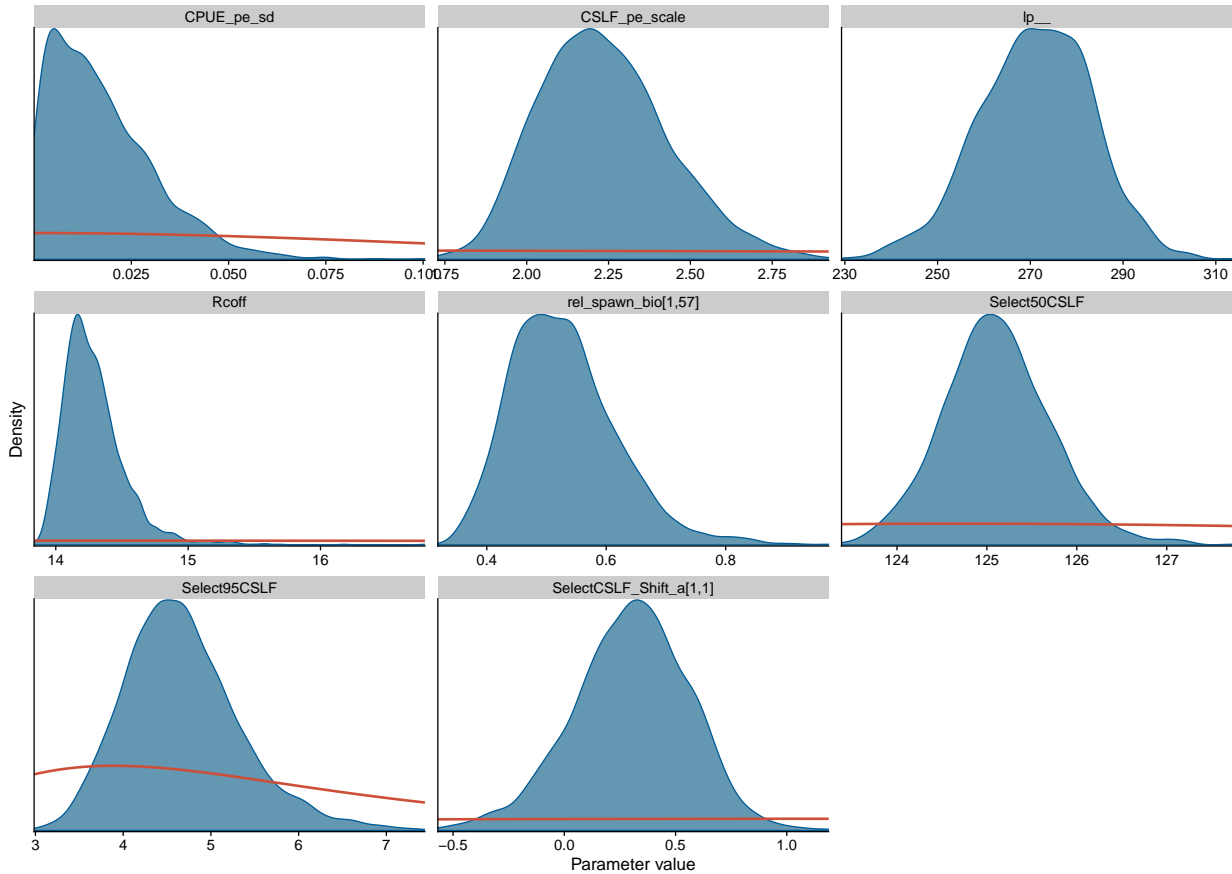 CPUE_pe_sd
CSLF_pe_scale
lp__
0.025 0.050 0.075 0.100
1.75 2.00 2.25 2.50 2.75
230 250 270 290 310
Rcoff
rel_spawn_bio[1,57]
Select50CSLF
Density
14 15 16
0.4 0.6 0.8
124 125 126 127
Select95CSLF
SelectCSLF_Shift_a[1,1]
3 4 5 6 7
−0.5 0.0 0.5 1.0
Parameter value